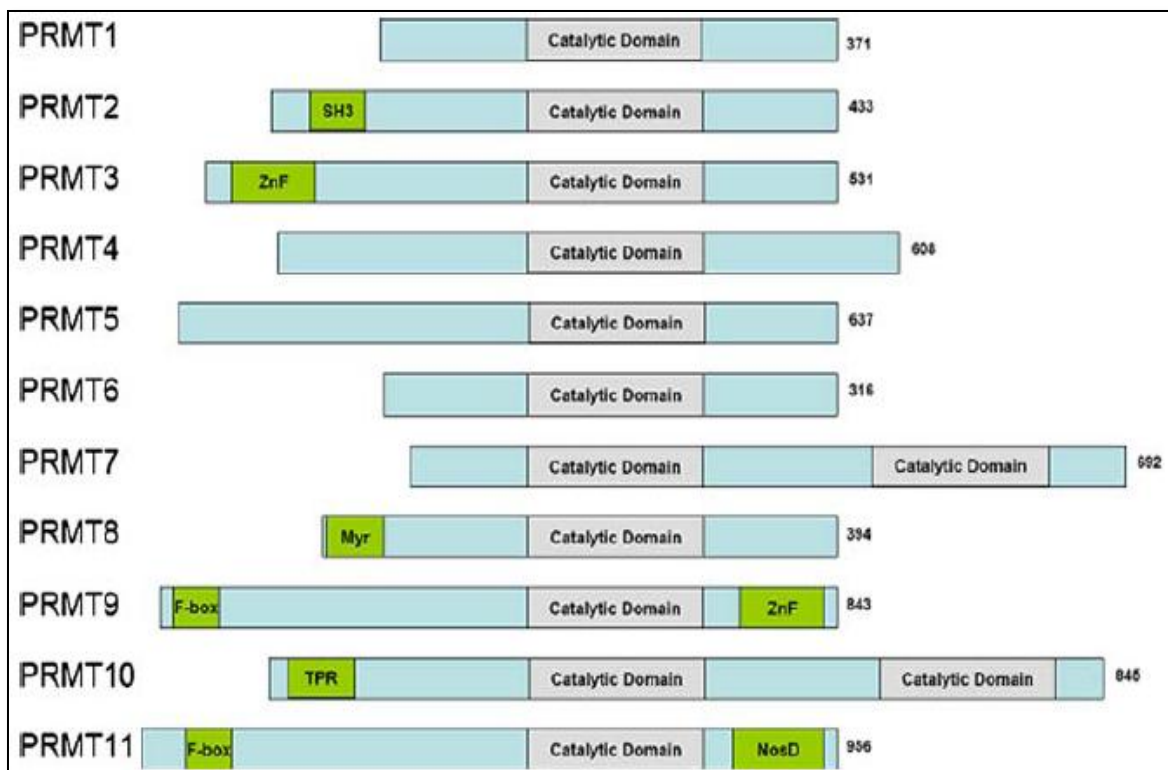 PRMT1 Catalytic Domain 371
PRMT2 SH3 Catalytic Domain 433
PRMT3 ZnF Catalytic Domain 531
PRMT4 Catalytic Domain 608
PRMT5 Catalytic Domain 637
PRMT6 Catalytic Domain 316
PRMT7 Catalytic Domain Catalytic Domain 692
PRMT8 Myr Catalytic Domain 394
PRMT9 F-box Catalytic Domain ZnF 843
PRMT10 TPR Catalytic Domain Catalytic Domain 845
PRMT11 F-box Catalytic Domain NosD 956